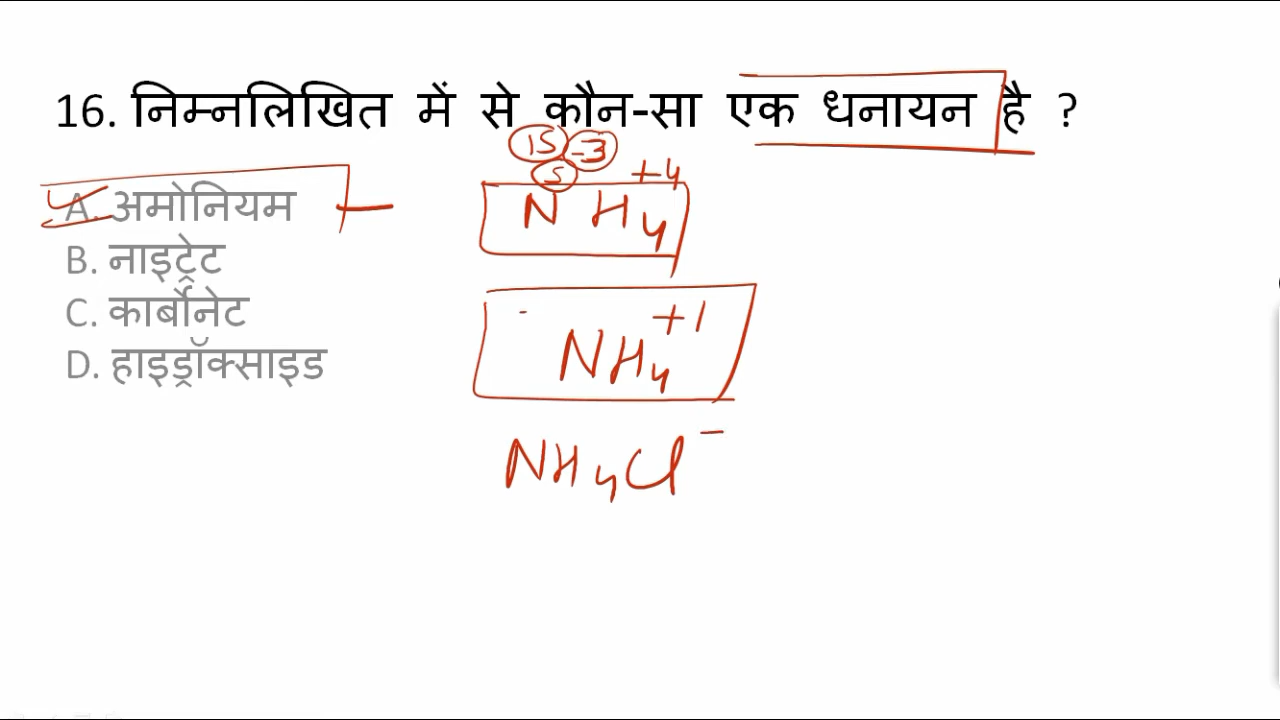 16. निम्नलिखित में से कौन-सा एक धनायन है ?
15 -3
5 +4
A. अमोनियम N H4
B. नाइट्रेट
C. कार्बोनेट NH4 +1
D. हाइड्रॉक्साइड
NH4Cl -